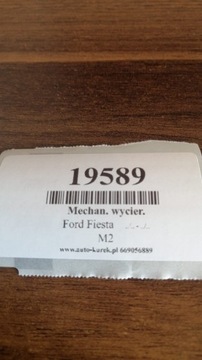 19589
Mechan. wycier.
Ford Fiesta
M2
www.auto-karek.pl 669056889